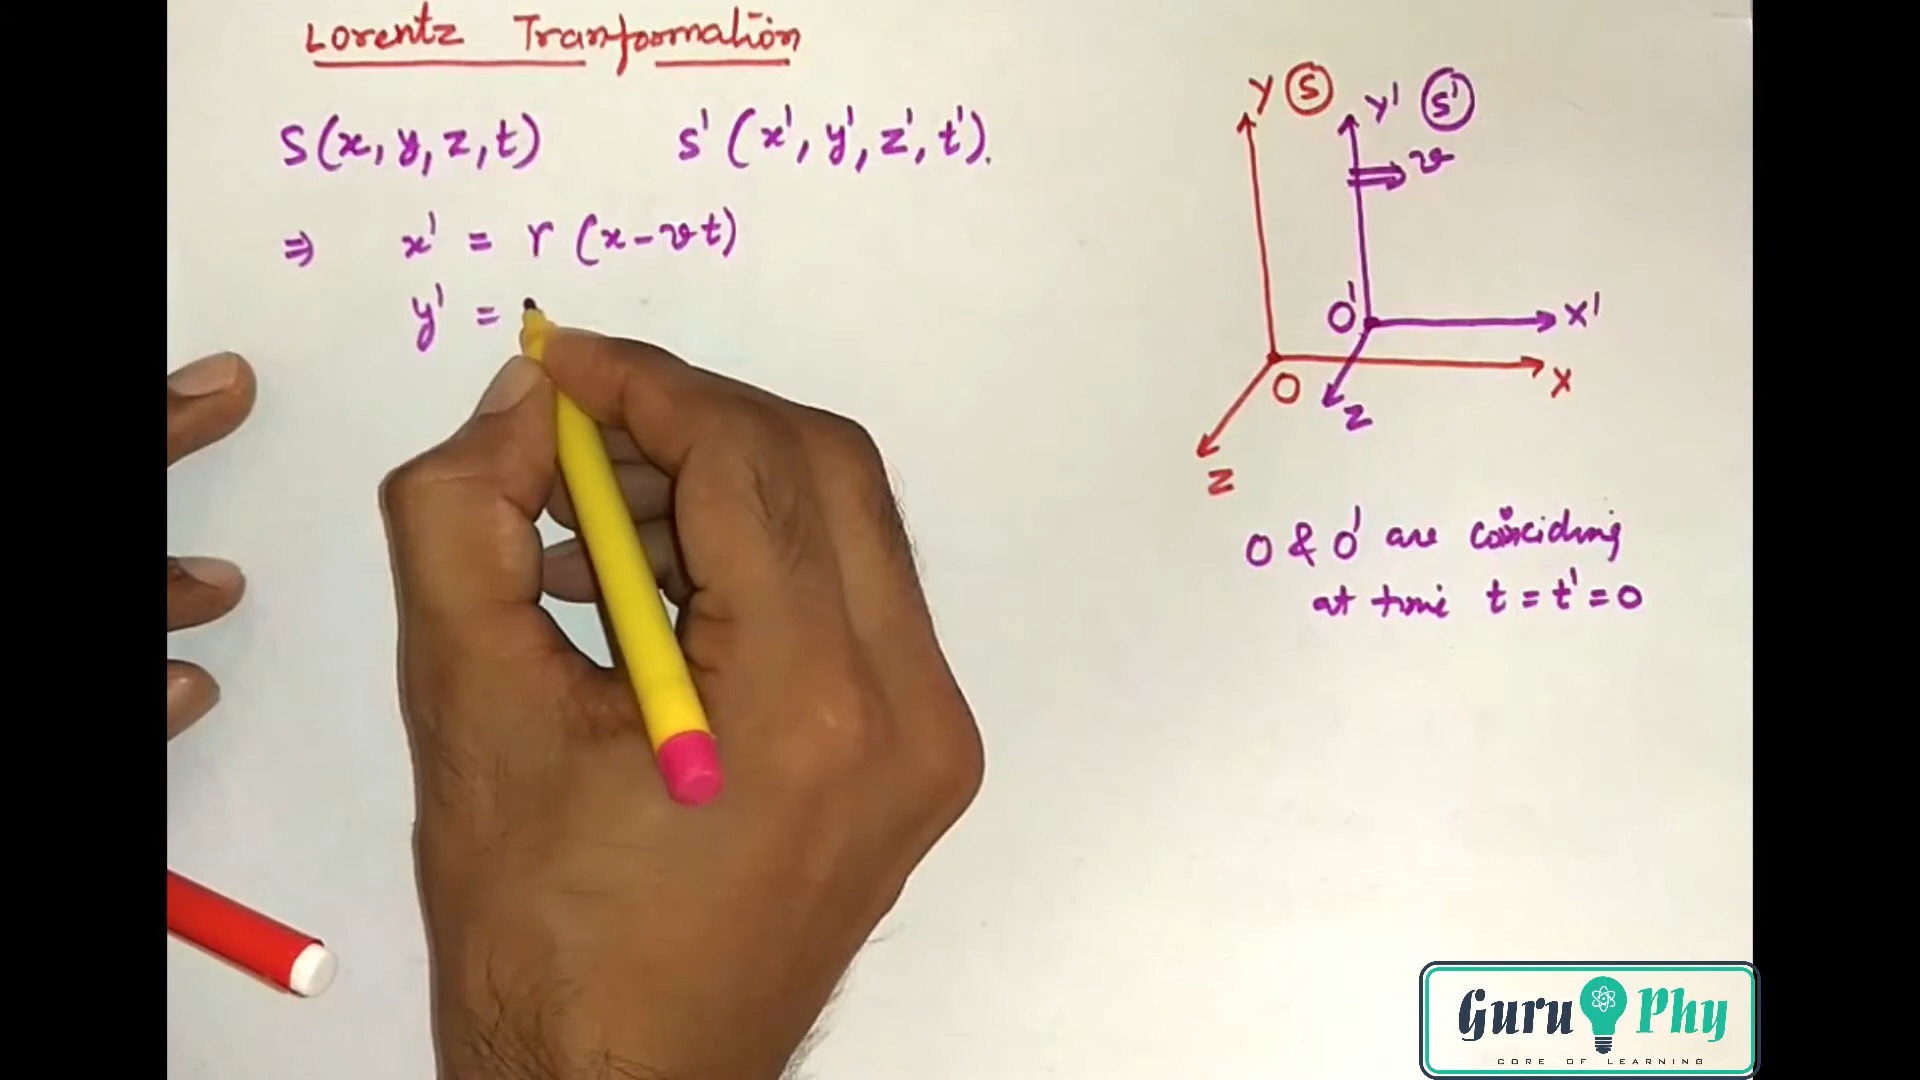 Lorentz Tranformation
S(x, y, z, t) s' (x', y', z', t').
⇒ x' = r (x - vt)
y' =
Y S Y' S'
v
O' X'
O X
Z
Z
O & O' are coinciding
at time t = t' = 0
Guru Phy
CORE OF LEARNING